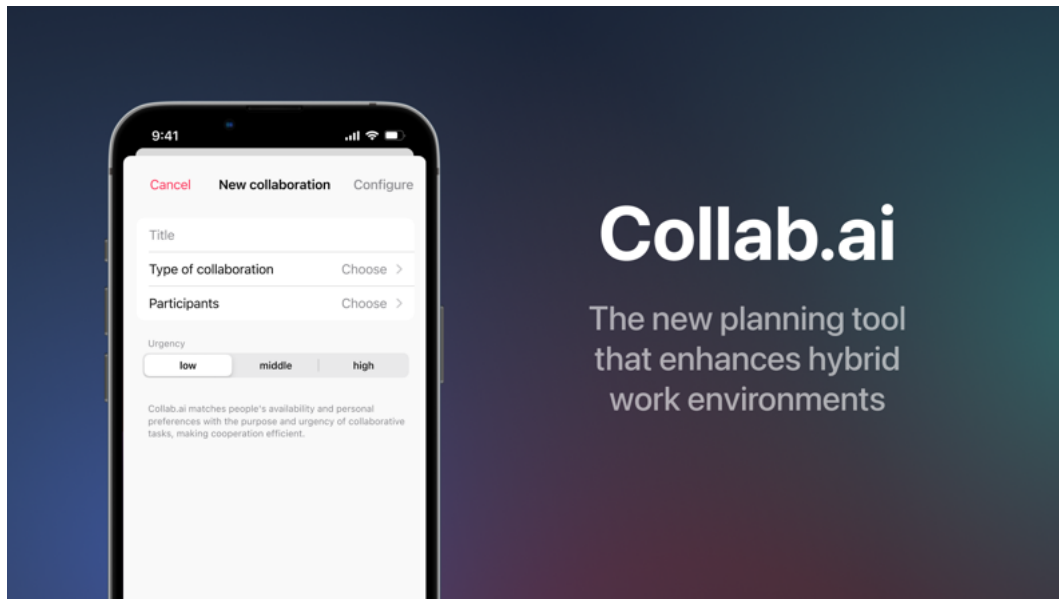 9:41
Cancel New collaboration Configure
Title
Type of collaboration Choose >
Participants Choose >
Urgency
low middle high
Collab.ai matches people's availability and personal
preferences with the purpose and urgency of collaborative
tasks, making cooperation efficient.
Collab.ai
The new planning tool
that enhances hybrid
work environments